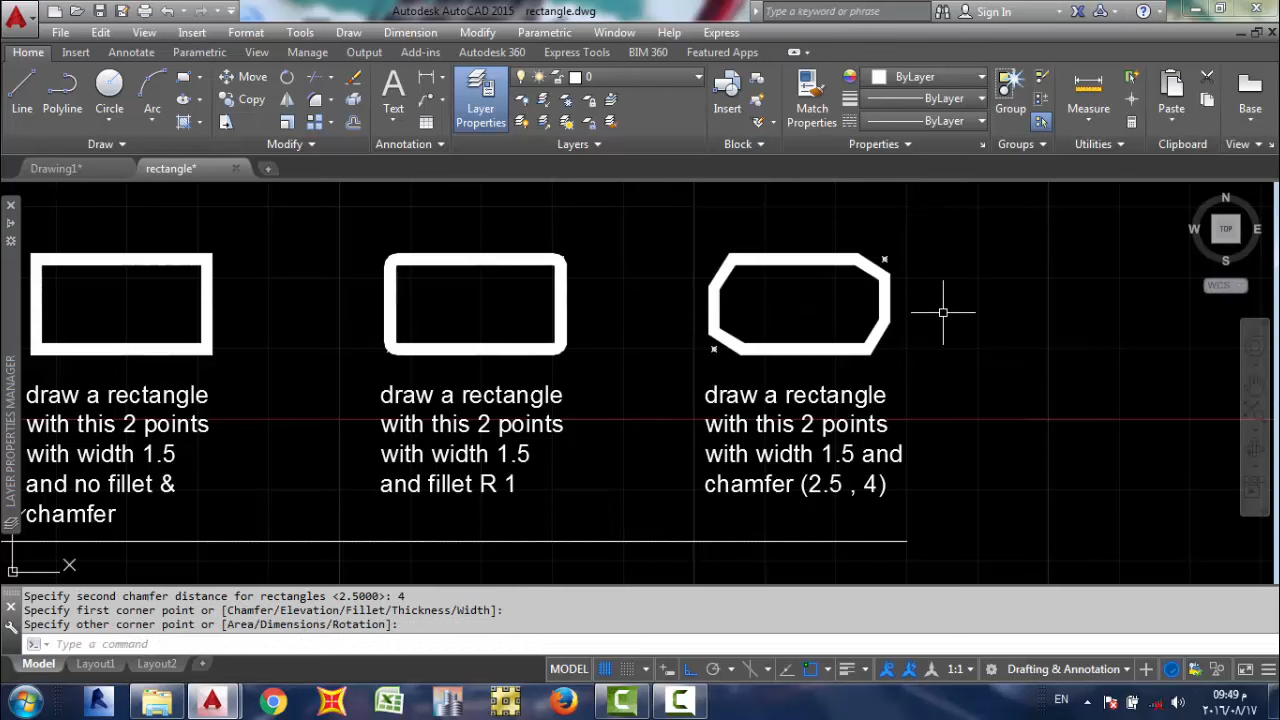 Autodesk AutoCAD 2015 rectangle.dwg
Type a keyword or phrase
Sign In
File Edit View Insert Format Tools Draw Dimension Modify Parametric Window Help Express
Home Insert Annotate Parametric View Manage Output Add-ins Autodesk 360 Express Tools BIM 360 Featured Apps
Move
0
ByLayer
Copy
ByLayer
Line Polyline Circle Arc
Text
Layer
Properties
Insert
Match
Properties
ByLayer
Group
Measure
Paste
Base
Draw Modify Annotation Layers Block Properties Groups Utilities Clipboard View
Drawing1* rectangle*
N
W TOP E
S
WCS
LAYER PROPERTIES MANAGER
draw a rectangle
with this 2 points
with width 1.5
and no fillet &
chamfer
draw a rectangle
with this 2 points
with width 1.5
and fillet R 1
draw a rectangle
with this 2 points
with width 1.5 and
chamfer (2.5 , 4)
X
Specify second chamfer distance for rectangles <2.5000>: 4
Specify first corner point or [Chamfer/Elevation/Fillet/Thickness/Width]:
Specify other corner point or [Area/Dimensions/Rotation]:
Type a command
Model Layout1 Layout2
MODEL
1:1
Drafting & Annotation
EN
م 09:49
٢٠١٦/٠٨/١٧